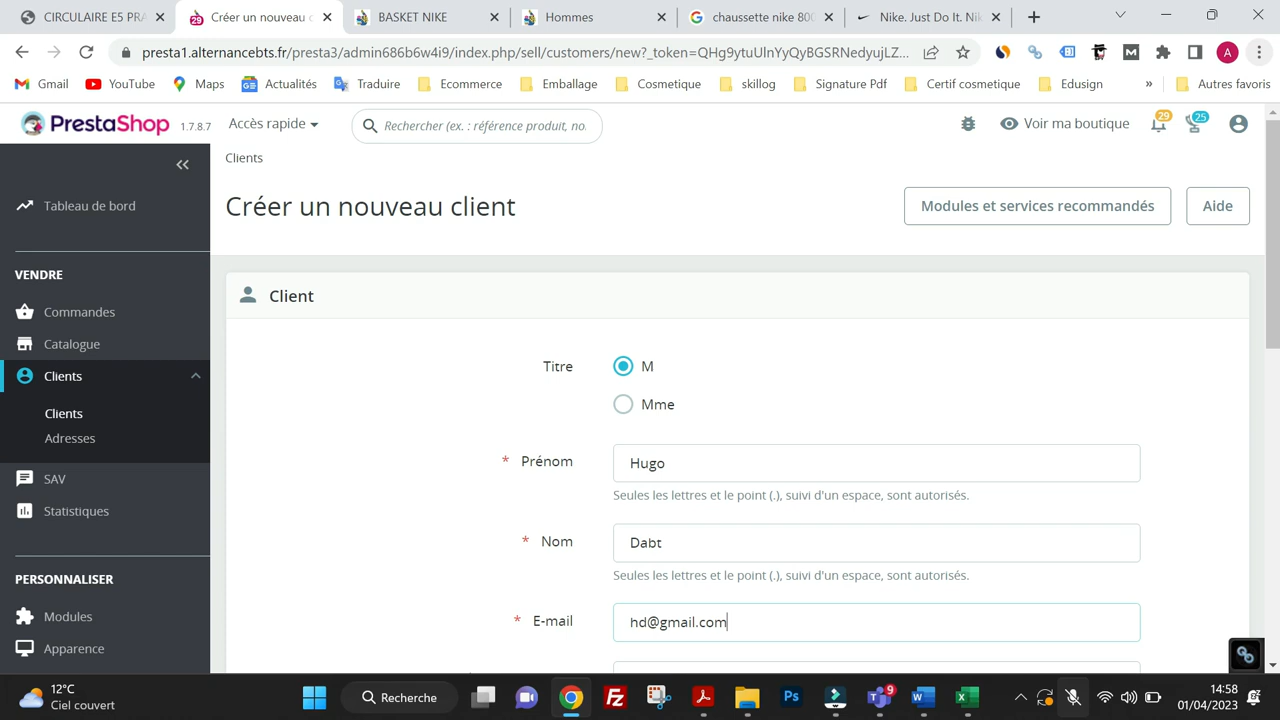 CIRCULAIRE E5 PRA
Créer un nouveau c
BASKET NIKE
Hommes
chaussette nike 800
Nike. Just Do It. Nik
presta1.alternancebts.fr/presta3/admin686b6w4i9/index.php/sell/customers/new?_token=QHg9ytuUlnYyQyBGSRNedyujLZ...
Gmail YouTube Maps Actualités Traduire Ecommerce Emballage Cosmetique skillog Signature Pdf Certif cosmetique Edusign » Autres favoris
PrestaShop 1.7.8.7 Accès rapide Rechercher (ex. : référence produit, no. Voir ma boutique 29 25
Clients
Créer un nouveau client
Modules et services recommandés
Aide
Tableau de bord
VENDRE
Commandes
Catalogue
Clients
Clients
Adresses
SAV
Statistiques
PERSONNALISER
Modules
Apparence
Client
Titre M
Mme
* Prénom Hugo
Seules les lettres et le point (.), suivi d'un espace, sont autorisés.
* Nom Dabt
Seules les lettres et le point (.), suivi d'un espace, sont autorisés.
* E-mail hd@gmail.com
12°C
Ciel couvert
Recherche
9
14:58
01/04/2023